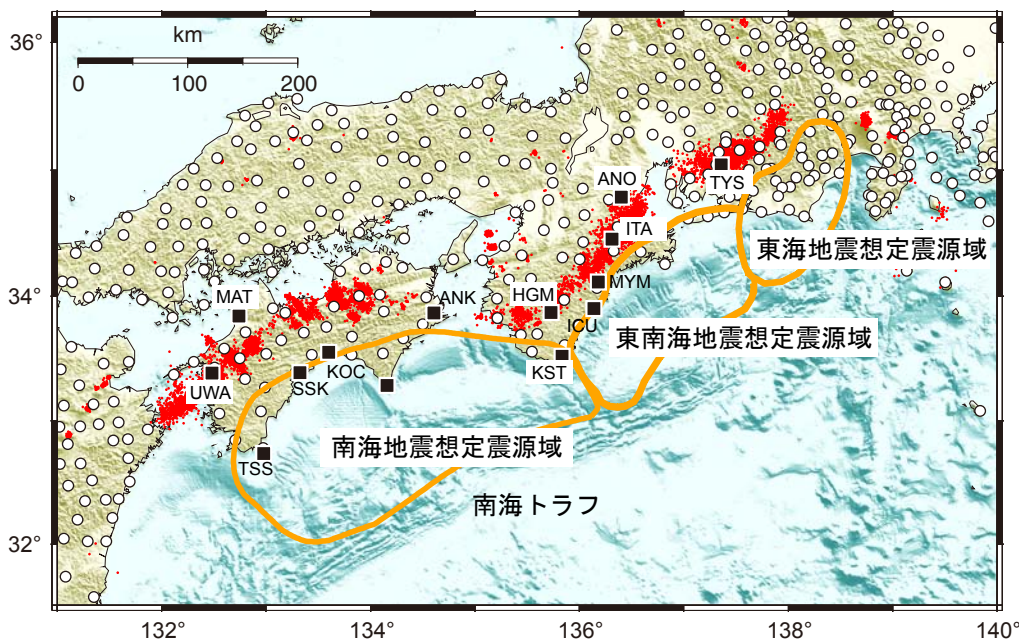 36°
34°
32°
km
0
100
200
ANO
TYS
ITA
東海地震想定震源域
MAT
ANK
HGM
MYM
ICU
東南海地震想定震源域
KOC
KST
UWA
SSK
南海地震想定震源域
TSS
南海トラフ
132°
134°
136°
138°
140°